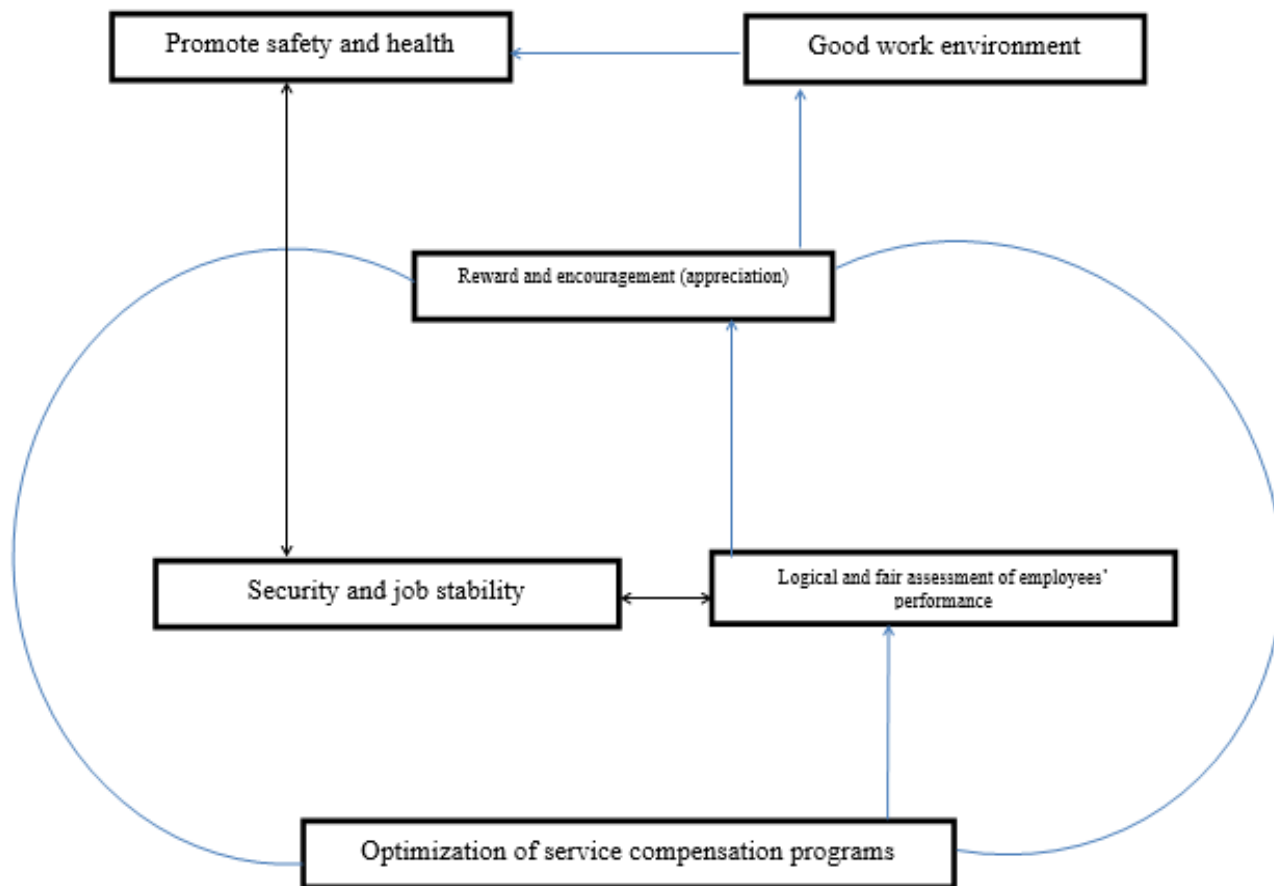 Promote safety and health
Good work environment
Reward and encouragement (appreciation)
Security and job stability
Logical and fair assessment of employees'
performance
Optimization of service compensation programs